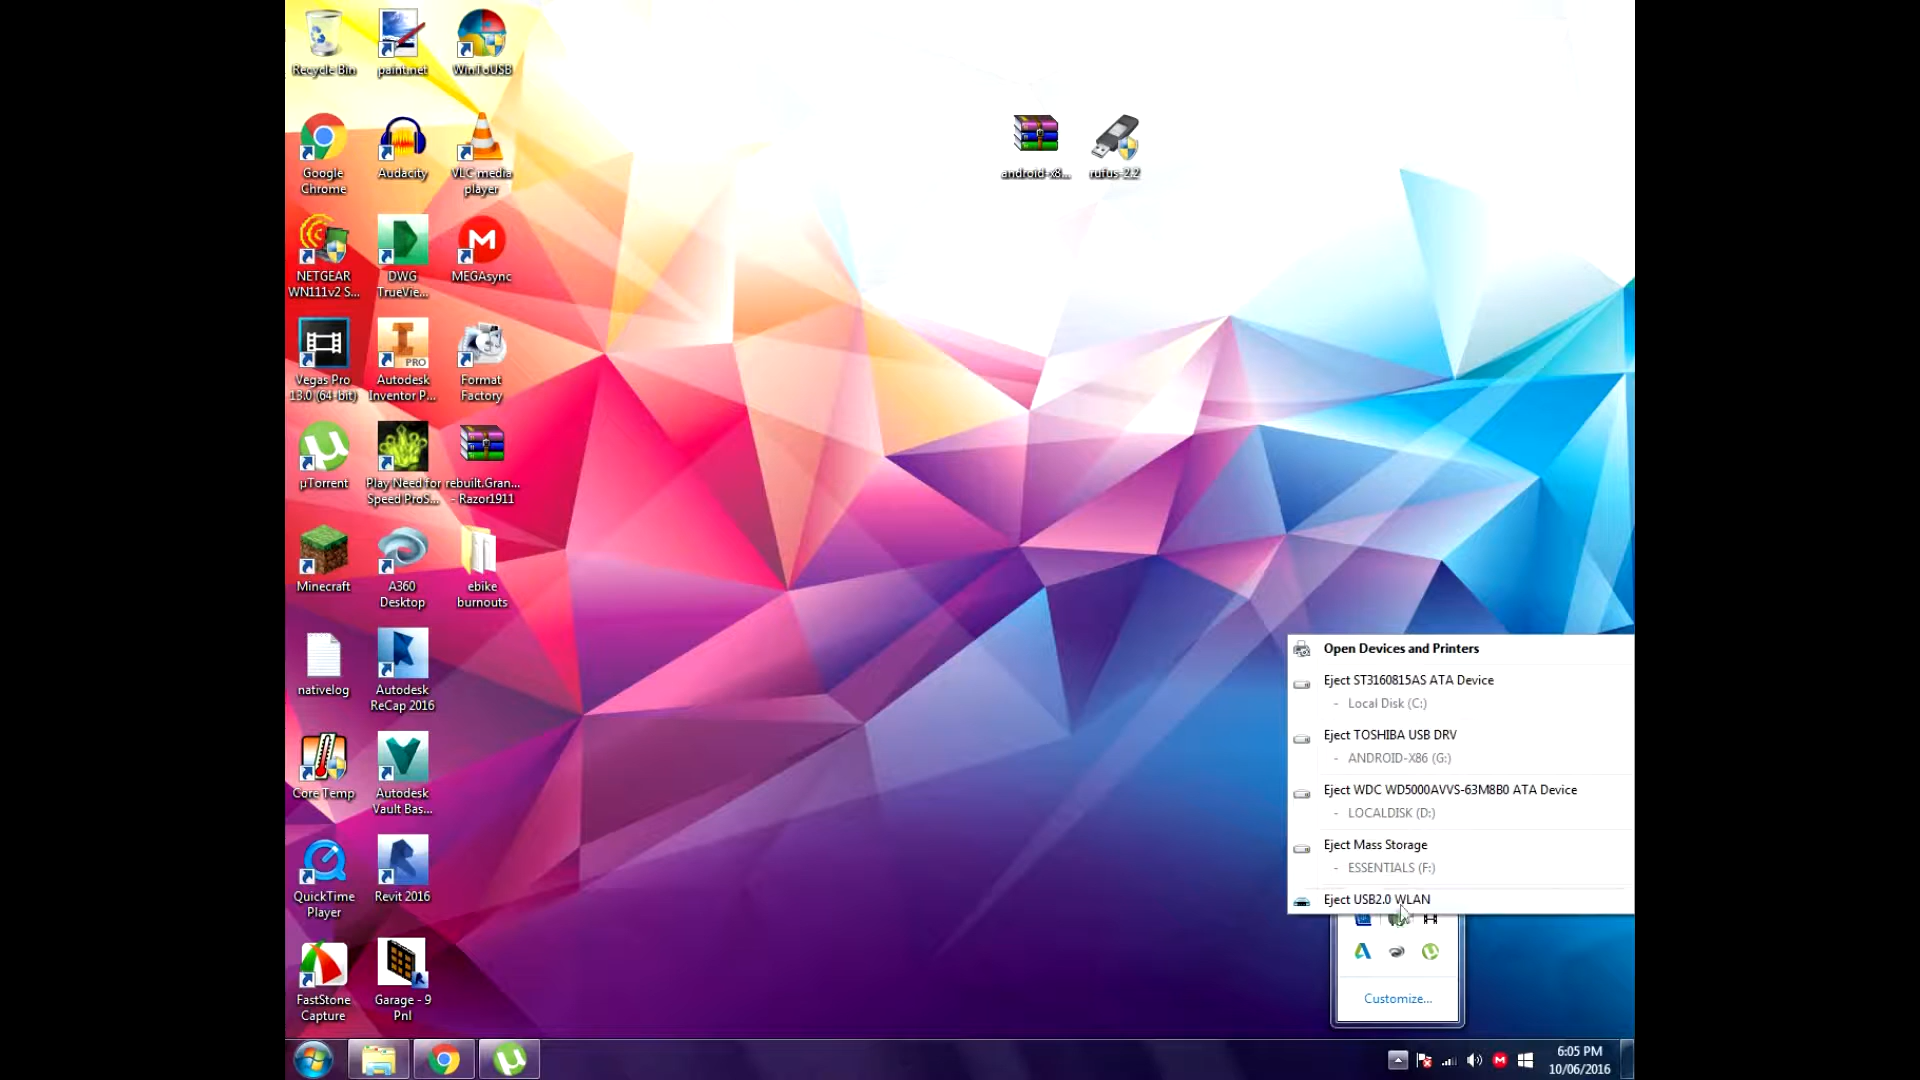 Recycle Bin
paint.net
WinToUSB
Google
Chrome
Audacity
VLC media
player
android-x8...
rufus-2.2
NETGEAR
WN111v2 S...
DWG
TrueVie...
MEGAsync
Vegas Pro
13.0 (64-bit)
PRO
Autodesk
Inventor P...
Format
Factory
µTorrent
Play Need for
Speed ProS...
rebuilt.Gran...
- Razor1911
Minecraft
A360
Desktop
ebike
burnouts
nativelog
Autodesk
ReCap 2016
Core Temp
Autodesk
Vault Bas...
QuickTime
Player
Revit 2016
FastStone
Capture
Garage - 9
Pnl
Open Devices and Printers
Eject ST3160815AS ATA Device
- Local Disk (C:)
Eject TOSHIBA USB DRV
- ANDROID-X86 (G:)
Eject WDC WD5000AVVS-63M8B0 ATA Device
- LOCALDISK (D:)
Eject Mass Storage
- ESSENTIALS (F:)
Eject USB2.0 WLAN
Customize...
6:05 PM
10/06/2016